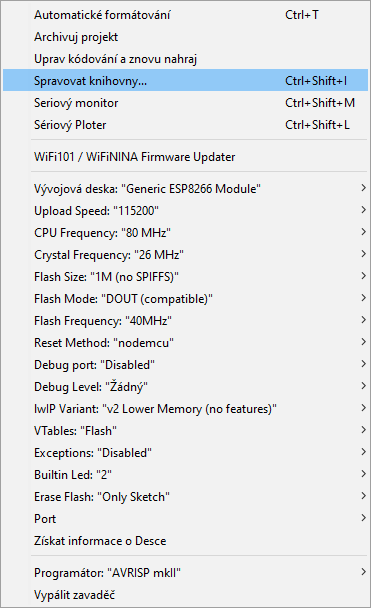 Automatické formátování Ctrl+T
Archivuj projekt
Uprav kódování a znovu nahraj
Spravovat knihovny... Ctrl+Shift+I
Seriový monitor Ctrl+Shift+M
Sériový Ploter Ctrl+Shift+L
WiFi101 / WiFiNINA Firmware Updater
Vývojová deska: "Generic ESP8266 Module"
Upload Speed: "115200"
CPU Frequency: "80 MHz"
Crystal Frequency: "26 MHz"
Flash Size: "1M (no SPIFFS)"
Flash Mode: "DOUT (compatible)"
Flash Frequency: "40MHz"
Reset Method: "nodemcu"
Debug port: "Disabled"
Debug Level: "Žádný"
lwIP Variant: "v2 Lower Memory (no features)"
VTables: "Flash"
Exceptions: "Disabled"
Builtin Led: "2"
Erase Flash: "Only Sketch"
Port
Získat informace o Desce
Programátor: "AVRISP mkII"
Vypálit zavaděč